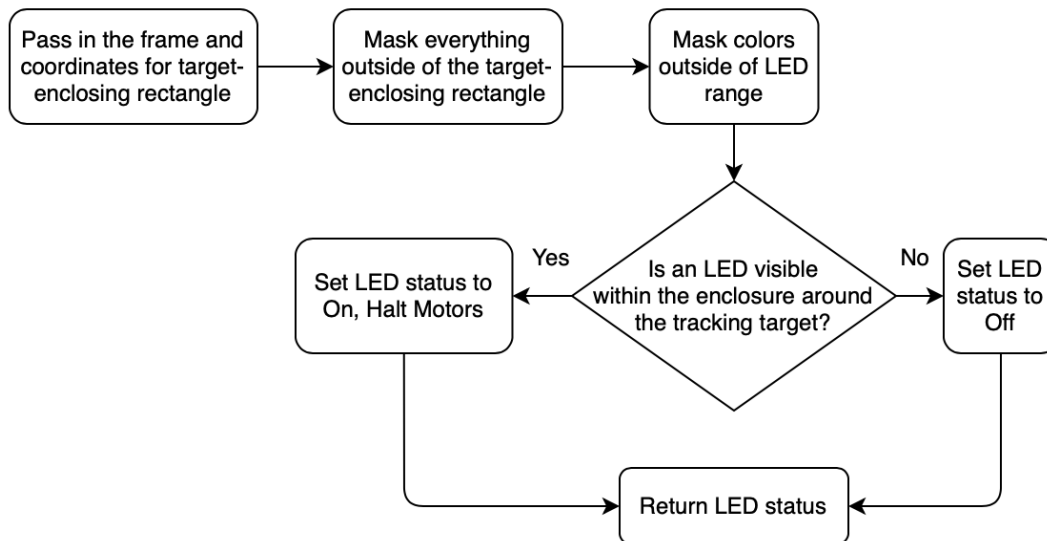 Pass in the frame and
coordinates for target-
enclosing rectangle
Mask everything
outside of the target-
enclosing rectangle
Mask colors
outside of LED
range
Is an LED visible
within the enclosure around
the tracking target?
Yes
Set LED status to
On, Halt Motors
No
Set LED
status to
Off
Return LED status